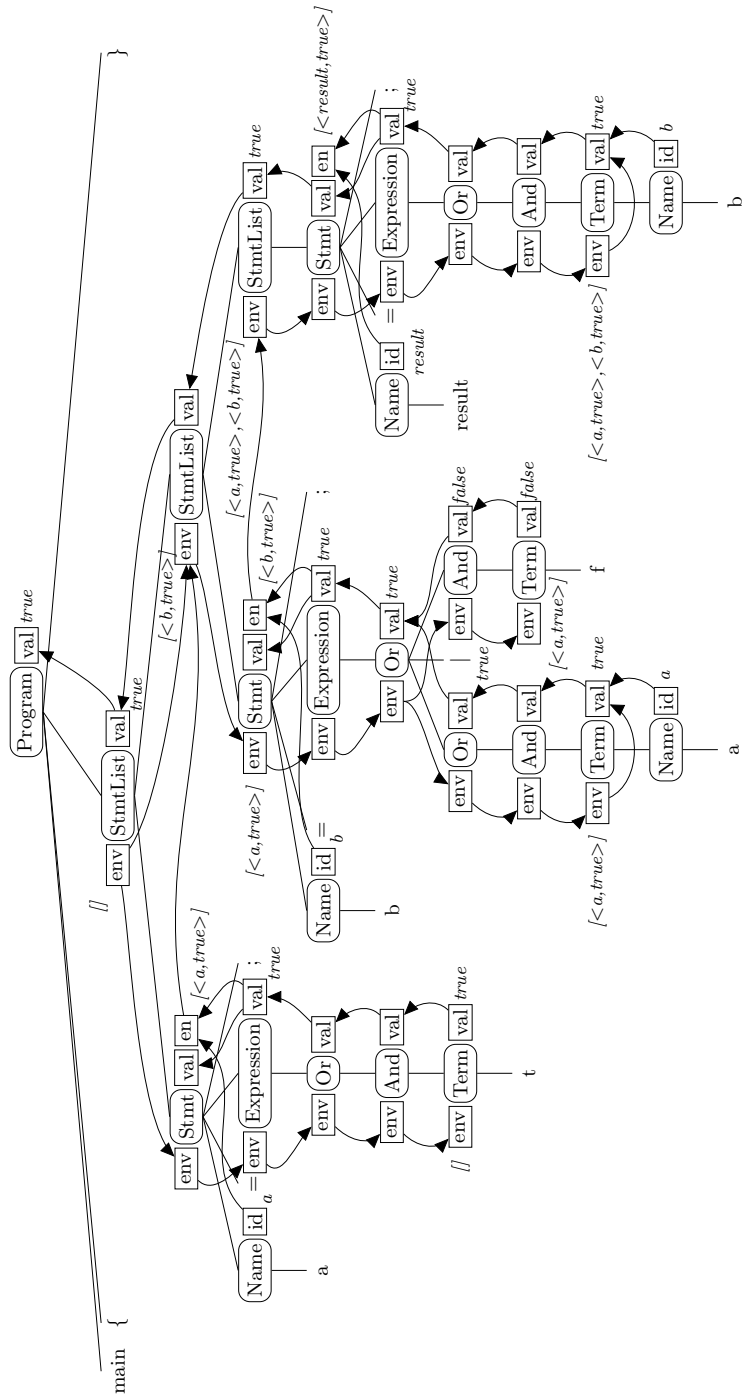 Program val true
main { [] env StmtList val true }
env Stmt val en [<a,true>] [<b,true>] env StmtList val
Name id a = env Expression val true ; [<a,true>] env Stmt val en [<b,true>] [<a,true>,<b,true>] env StmtList val true
a env Or val Name id b = env Expression val true ; env Stmt val en [<result,true>]
env And val b env Or val true Name id result = env Expression val true ;
[] env Term val true env Or val true | env And val false result env Or val
t env And val [<a,true>] env Term val false env And val
[<a,true>] env Term val true f [<a,true>,<b,true>] env Term val true
Name id a Name id b
a b